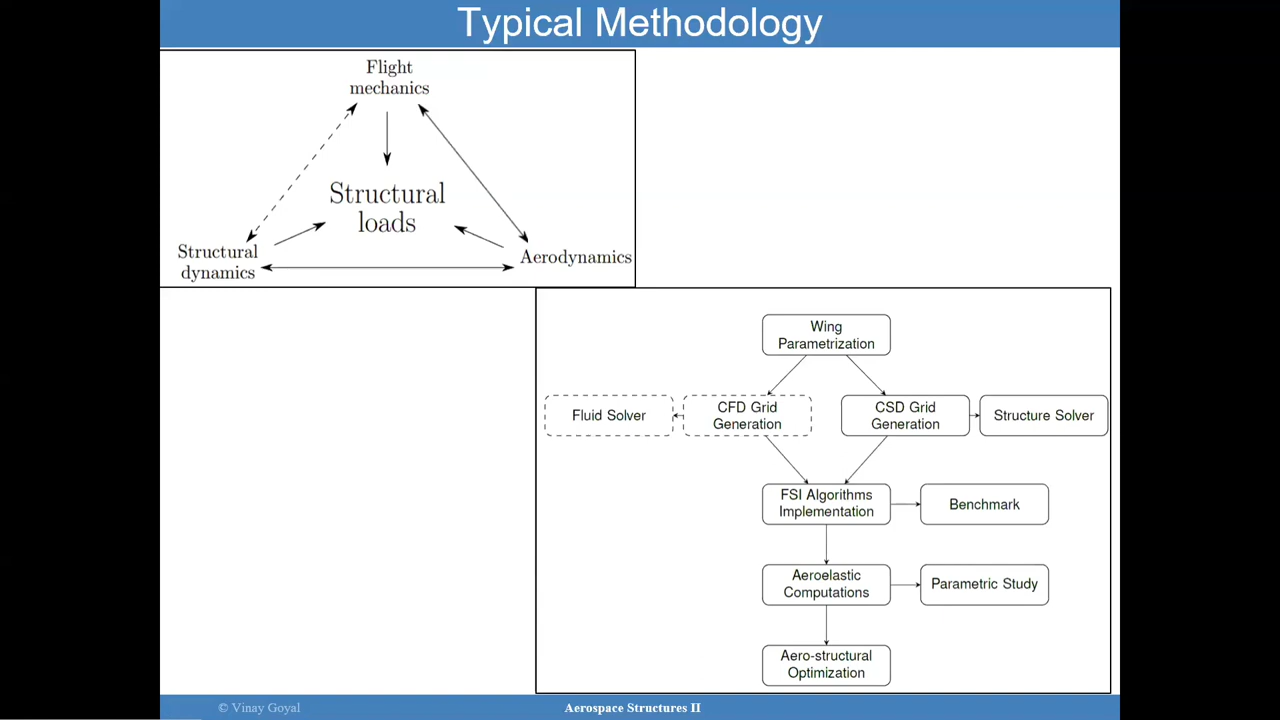 Typical Methodology
Flight
mechanics
Structural
loads
Structural
dynamics
Aerodynamics
Wing
Parametrization
Fluid Solver
CFD Grid
Generation
CSD Grid
Generation
Structure Solver
FSI Algorithms
Implementation
Benchmark
Aeroelastic
Computations
Parametric Study
Aero-structural
Optimization
© Vinay Goyal
Aerospace Structures II